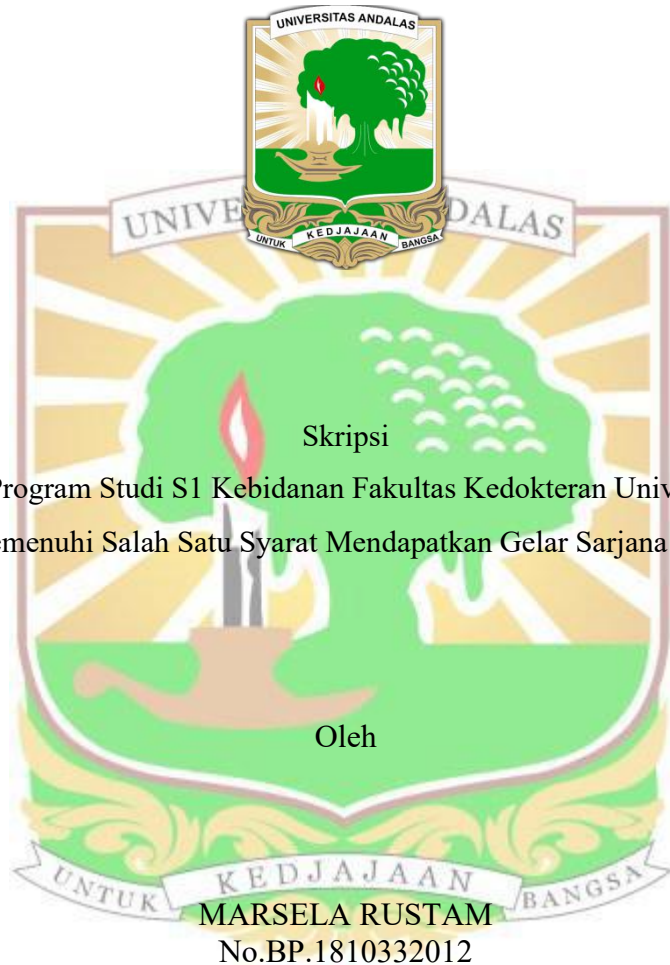 UNIVERSITAS ANDALAS
UNTUK KEDJAJAAN BANGSA
UNIVE DALAS
Skripsi
Program Studi S1 Kebidanan Fakultas Kedokteran Univ
emenuhi Salah Satu Syarat Mendapatkan Gelar Sarjana
Oleh
UNTUK KEDJAJAAN BANGSA
MARSELA RUSTAM
No.BP.1810332012